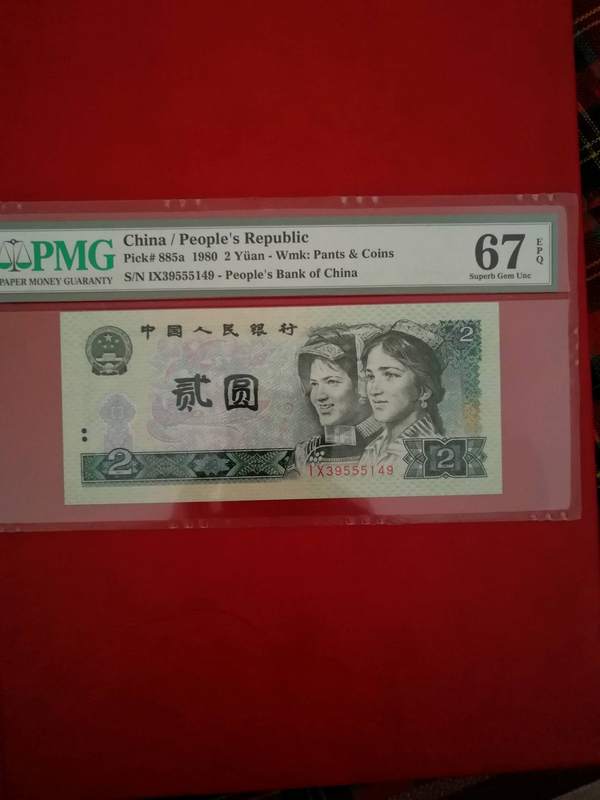 PMG
PAPER MONEY GUARANTY
China / People's Republic
Pick# 885a 1980 2 Yüan - Wmk: Pants & Coins
S/N IX39555149 - People's Bank of China
67 EPQ
Superb Gem Unc
中国人民银行
2
贰圆
IX39555149
2
2